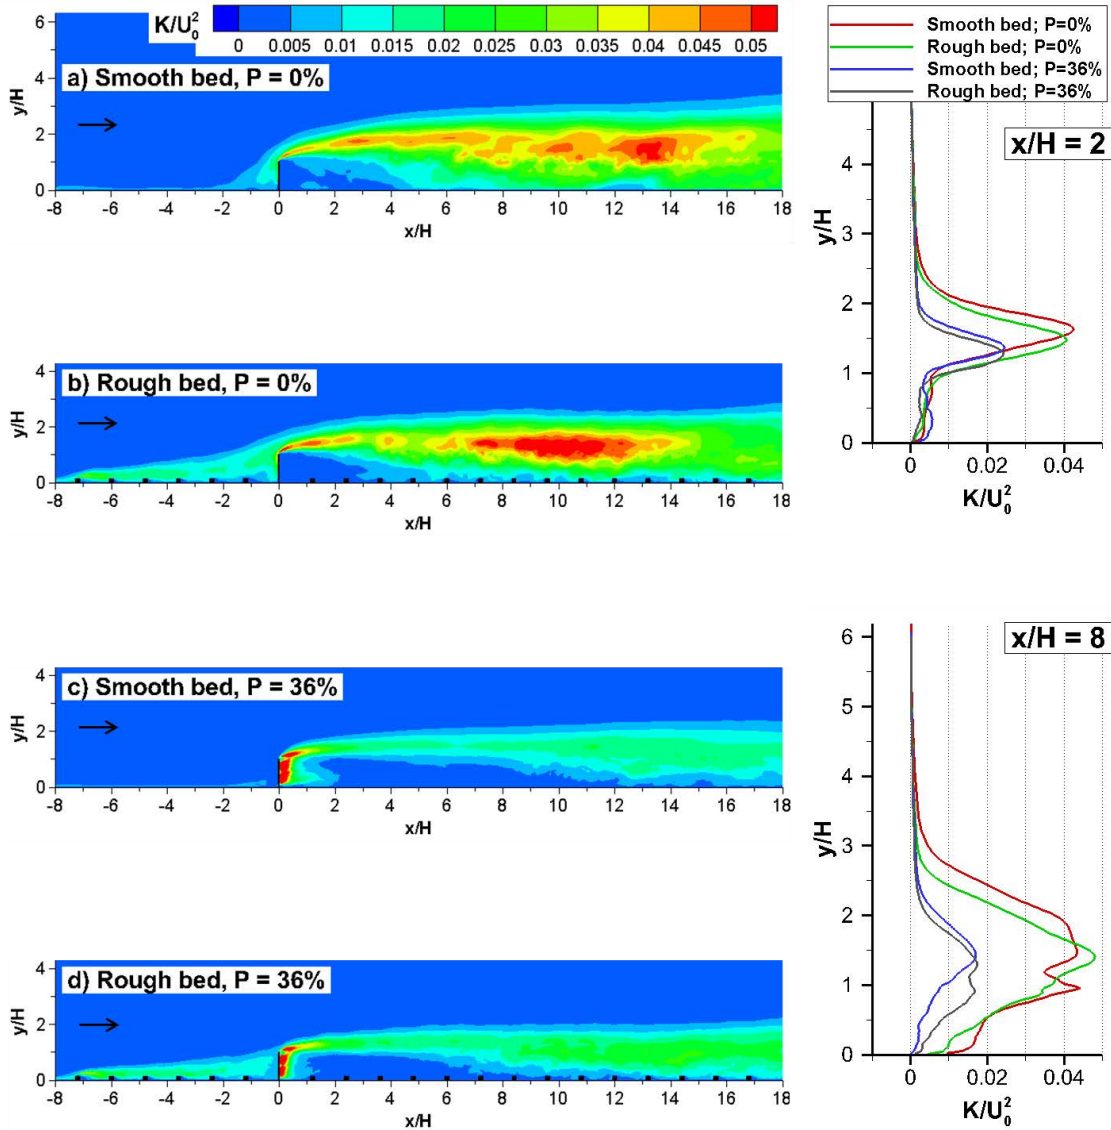 K/U₀²
0 0.005 0.01 0.015 0.02 0.025 0.03 0.035 0.04 0.045 0.05
a) Smooth bed, P = 0%
y/H
6
4
2
0
-8 -6 -4 -2 0 2 4 6 8 10 12 14 16 18
x/H
b) Rough bed, P = 0%
y/H
4
2
0
-8 -6 -4 -2 0 2 4 6 8 10 12 14 16 18
x/H
c) Smooth bed, P = 36%
y/H
4
2
0
-8 -6 -4 -2 0 2 4 6 8 10 12 14 16 18
x/H
d) Rough bed, P = 36%
y/H
4
2
0
-8 -6 -4 -2 0 2 4 6 8 10 12 14 16 18
x/H
Smooth bed; P=0%
Rough bed; P=0%
Smooth bed; P=36%
Rough bed; P=36%
x/H = 2
y/H
4
3
2
1
0
0 0.02 0.04
K/U₀²
x/H = 8
y/H
6
5
4
3
2
1
0
0 0.02 0.04
K/U₀²